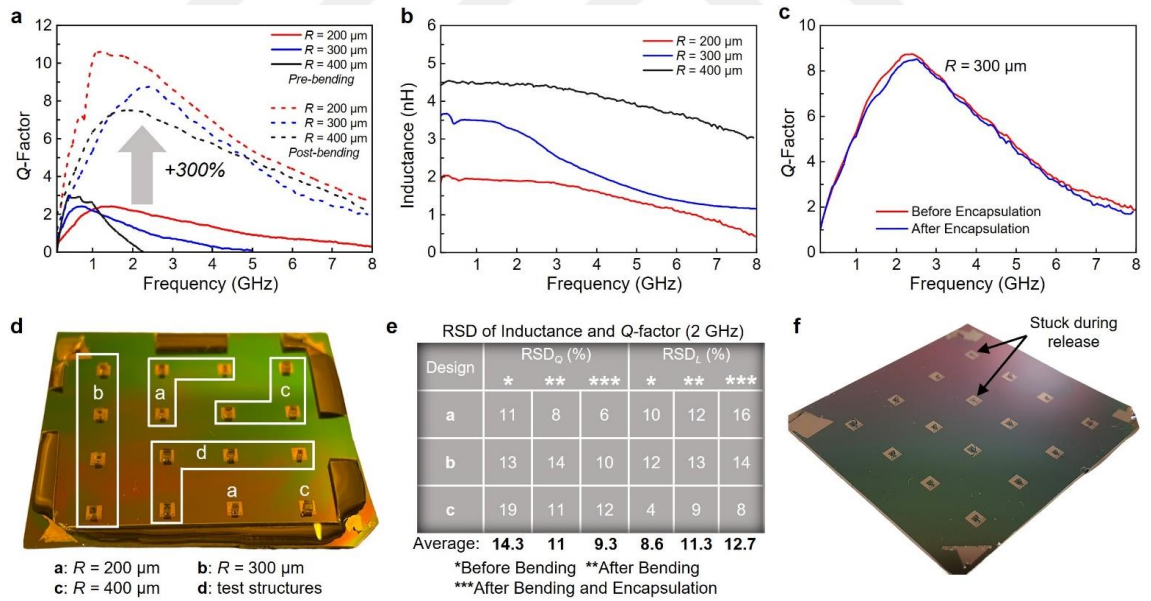 a
12
10
8
6
4
2
0
Q-Factor
1 2 3 4 5 6 7 8
Frequency (GHz)
R = 200 µm
R = 300 µm
R = 400 µm
Pre-bending
R = 200 µm
R = 300 µm
R = 400 µm
Post-bending
+300%
b
6
5
4
3
2
1
0
Inductance (nH)
1 2 3 4 5 6 7 8
Frequency (GHz)
R = 200 µm
R = 300 µm
R = 400 µm
c
10
8
6
4
2
0
Q-Factor
1 2 3 4 5 6 7 8
Frequency (GHz)
R = 300 µm
Before Encapsulation
After Encapsulation
d
b a c
d
a c
a: R = 200 µm b: R = 300 µm
c: R = 400 µm d: test structures
e
RSD of Inductance and Q-factor (2 GHz)
Design RSDQ (%) RSDL (%)
* ** *** * ** ***
a 11 8 6 10 12 16
b 13 14 10 12 13 14
c 19 11 12 4 9 8
Average: 14.3 11 9.3 8.6 11.3 12.7
*Before Bending **After Bending
***After Bending and Encapsulation
f
Stuck during
release